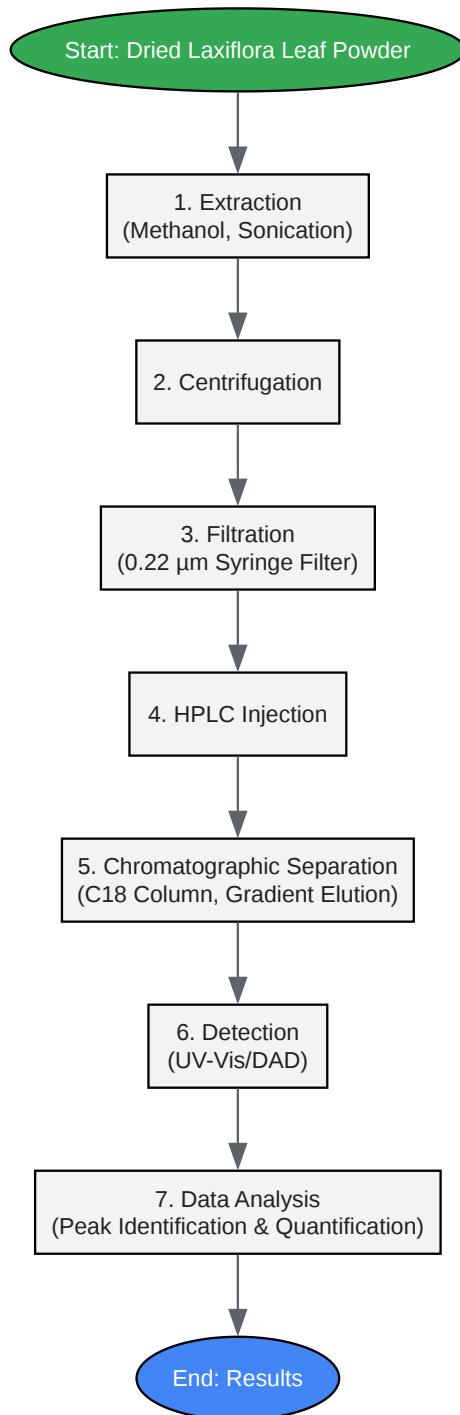 Start: Dried Laxiflora Leaf Powder
1. Extraction
(Methanol, Sonication)
2. Centrifugation
3. Filtration
(0.22 µm Syringe Filter)
4. HPLC Injection
5. Chromatographic Separation
(C18 Column, Gradient Elution)
6. Detection
(UV-Vis/DAD)
7. Data Analysis
(Peak Identification & Quantification)
End: Results